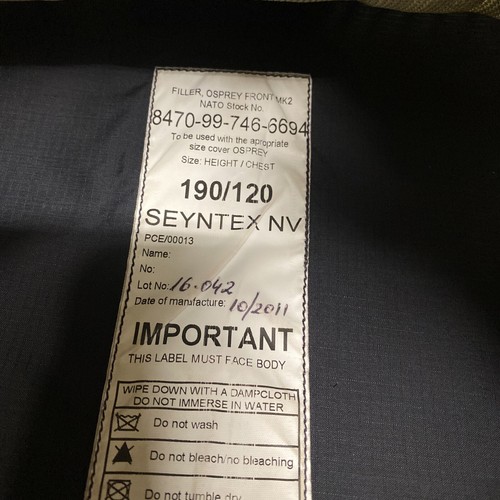 FILLER, OSPREY FRONT MK2
NATO Stock No.
8470-99-746-6694
To be used with the apropriate
size cover OSPREY
Size: HEIGHT / CHEST
190/120
SEYNTEX NV
PCE/00013
Name:
No:
Lot No: 16.042
Date of manufacture: 10/2011
IMPORTANT
THIS LABEL MUST FACE BODY
WIPE DOWN WITH A DAMPCLOTH
DO NOT IMMERSE IN WATER
Do not wash
Do not bleach/no bleaching
Do not tumble dry